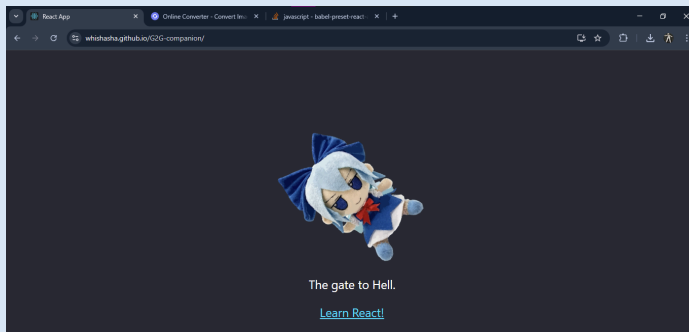 React App
Online Converter - Convert Ima
javascript - babel-preset-react-
whishasha.github.io/G2G-companion/
The gate to Hell.
Learn React!